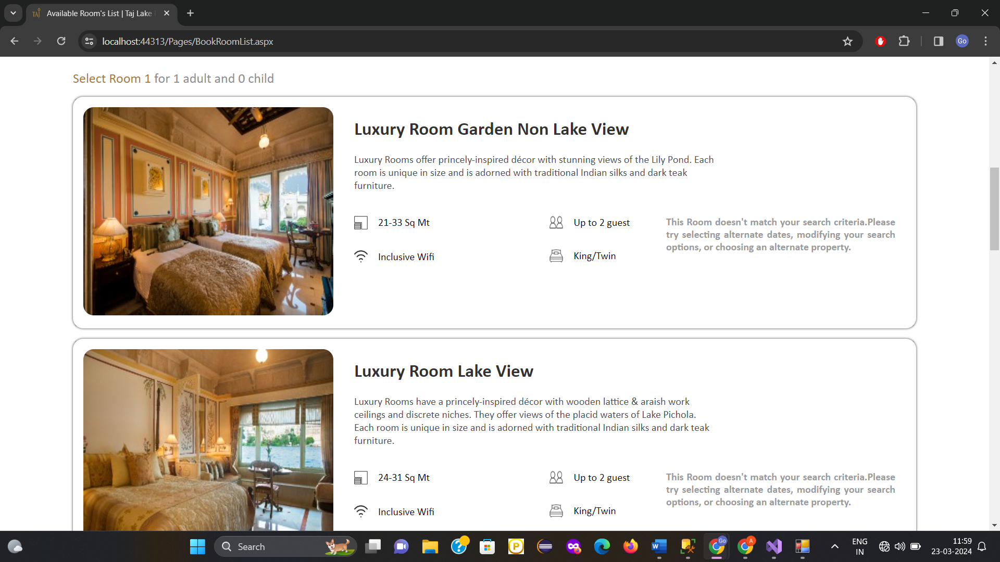 TAJ
Available Room's List | Taj Lake
localhost:44313/Pages/BookRoomList.aspx
Go
Select Room 1 for 1 adult and 0 child
Luxury Room Garden Non Lake View
Luxury Rooms offer princely-inspired décor with stunning views of the Lily Pond. Each
room is unique in size and is adorned with traditional Indian silks and dark teak
furniture.
21-33 Sq Mt
Up to 2 guest
Inclusive Wifi
King/Twin
This Room doesn't match your search criteria.Please
try selecting alternate dates, modifying your search
options, or choosing an alternate property.
Luxury Room Lake View
Luxury Rooms have a princely-inspired décor with wooden lattice & araish work
ceilings and discrete niches. They offer views of the placid waters of Lake Pichola.
Each room is unique in size and is adorned with traditional Indian silks and dark teak
furniture.
24-31 Sq Mt
Up to 2 guest
Inclusive Wifi
King/Twin
This Room doesn't match your search criteria.Please
try selecting alternate dates, modifying your search
options, or choosing an alternate property.
Search
P
W
Go
A
ENG
IN
11:59
23-03-2024